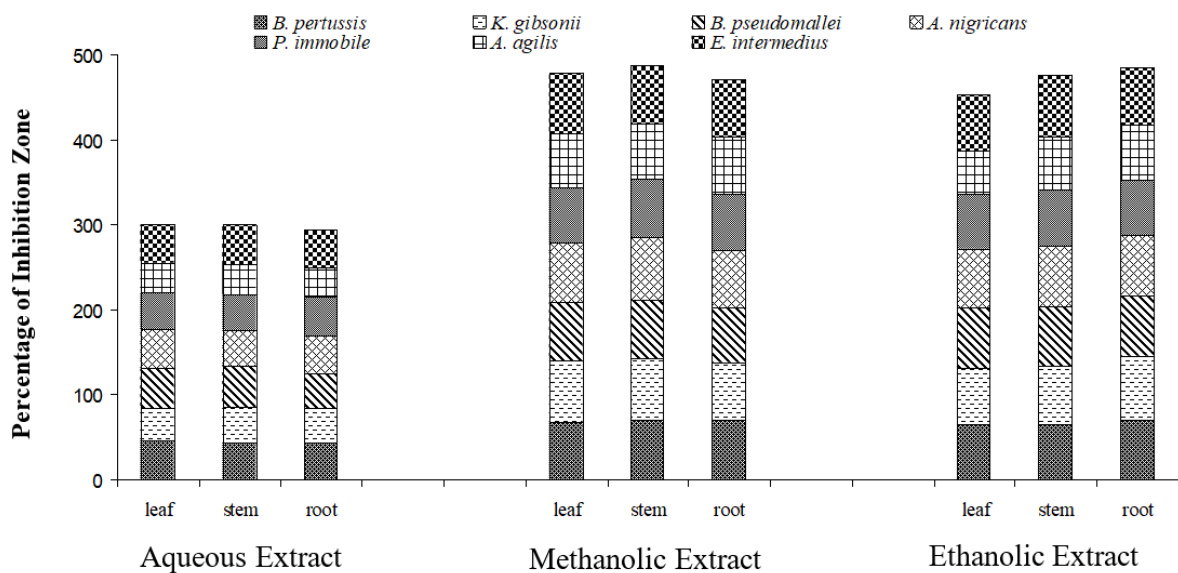 B. pertussis K. gibsonii B. pseudomallei A. nigricans
P. immobile A. agilis E. intermedius
Percentage of Inhibition Zone
500
400
300
200
100
0
leaf stem root leaf stem root leaf stem root
Aqueous Extract Methanolic Extract Ethanolic Extract